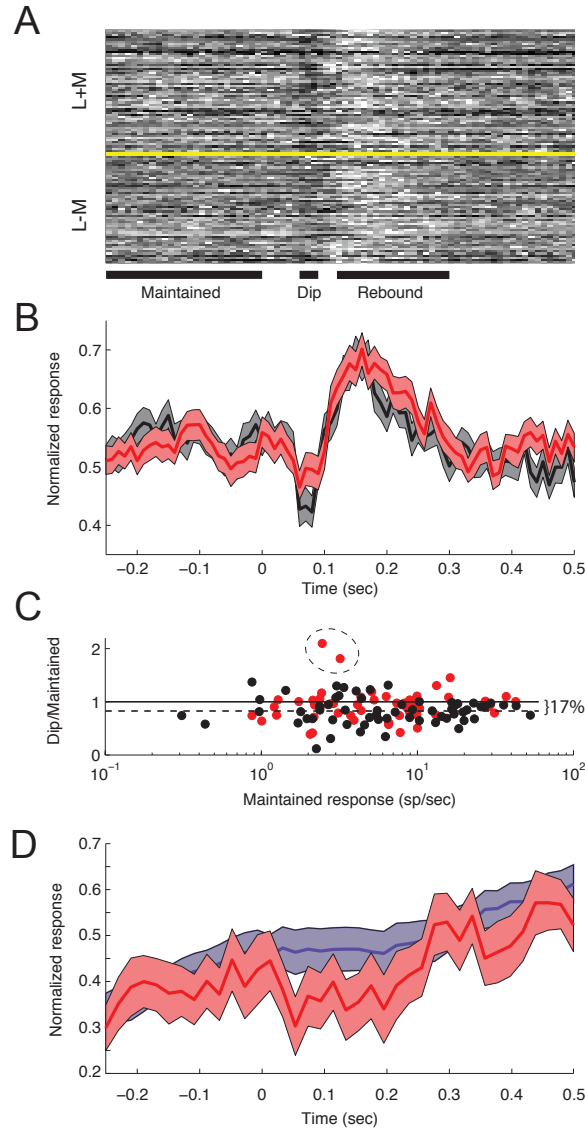 A
L+M
L-M
Maintained
Dip
Rebound
B
Normalized response
0.7
0.6
0.5
0.4
−0.2
−0.1
0
0.1
0.2
0.3
0.4
0.5
Time (sec)
C
Dip/Maintained
2
1
0
}17%
10−1
100
101
102
Maintained response (sp/sec)
D
Normalized response
0.7
0.6
0.5
0.4
0.3
0.2
−0.2
−0.1
0
0.1
0.2
0.3
0.4
0.5
Time (sec)